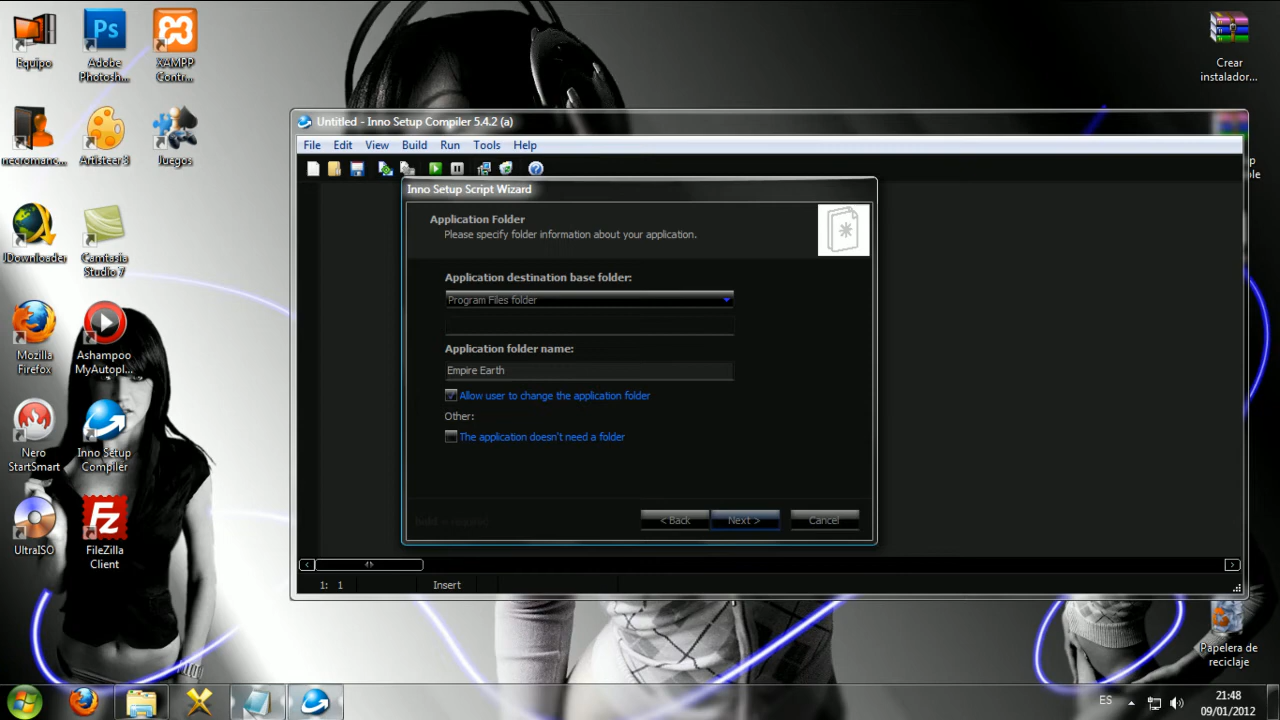 Equipo
Adobe
Photosh...
XAMPP
Contr...
Crear
instalador...
necromanc...
Artisteer 3
Juegos
JDownloader
Camtasia
Studio 7
Mozilla
Firefox
Ashampoo
MyAutopl...
Nero
StartSmart
Inno Setup
Compiler
UltraISO
FileZilla
Client
Untitled - Inno Setup Compiler 5.4.2 (a)
File Edit View Build Run Tools Help
Inno Setup Script Wizard
Application Folder
Please specify folder information about your application.
Application destination base folder:
Program Files folder
Application folder name:
Empire Earth
Allow user to change the application folder
Other:
The application doesn't need a folder
< Back Next > Cancel
1: 1 Insert
Papelera de
reciclaje
ES
21:48
09/01/2012